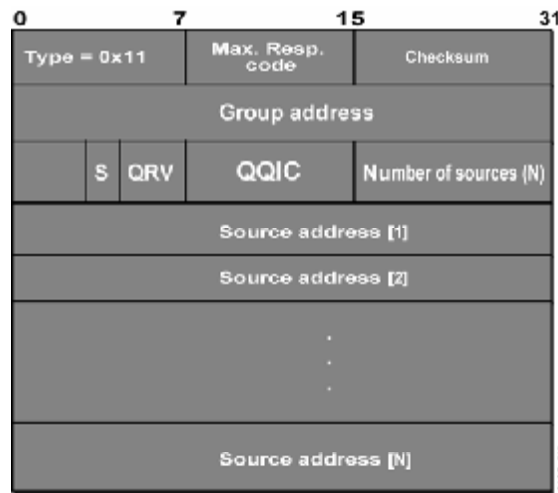 0 7 15 31
Type = 0x11 Max. Resp. code Checksum
Group address
S QRV QQIC Number of sources (N)
Source address [1]
Source address [2]
.
.
.
Source address [N]